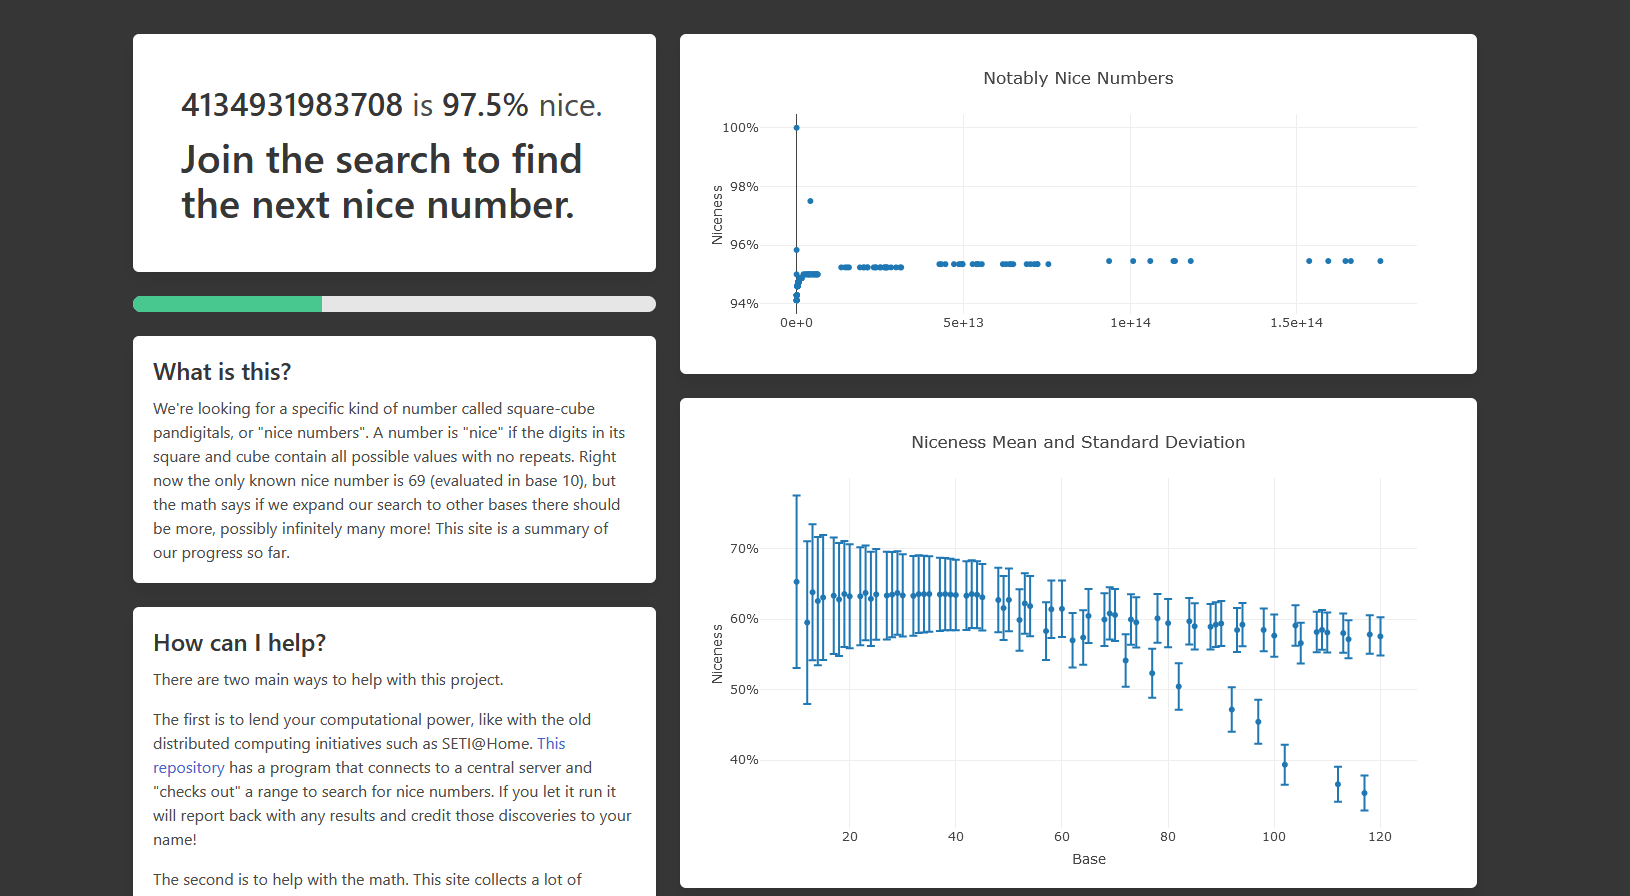 4134931983708 is 97.5% nice.
Join the search to find
the next nice number.
What is this?
We're looking for a specific kind of number called square-cube
pandigitals, or "nice numbers". A number is "nice" if the digits in its
square and cube contain all possible values with no repeats. Right
now the only known nice number is 69 (evaluated in base 10), but
the math says if we expand our search to other bases there should
be more, possibly infinitely many more! This site is a summary of
our progress so far.
How can I help?
There are two main ways to help with this project.
The first is to lend your computational power, like with the old
distributed computing initiatives such as SETI@Home. This
repository has a program that connects to a central server and
"checks out" a range to search for nice numbers. If you let it run it
will report back with any results and credit those discoveries to your
name!
The second is to help with the math. This site collects a lot of
Notably Nice Numbers
Niceness
100%
98%
96%
94%
0e+0
5e+13
1e+14
1.5e+14
Niceness Mean and Standard Deviation
Niceness
70%
60%
50%
40%
20
40
60
80
100
120
Base